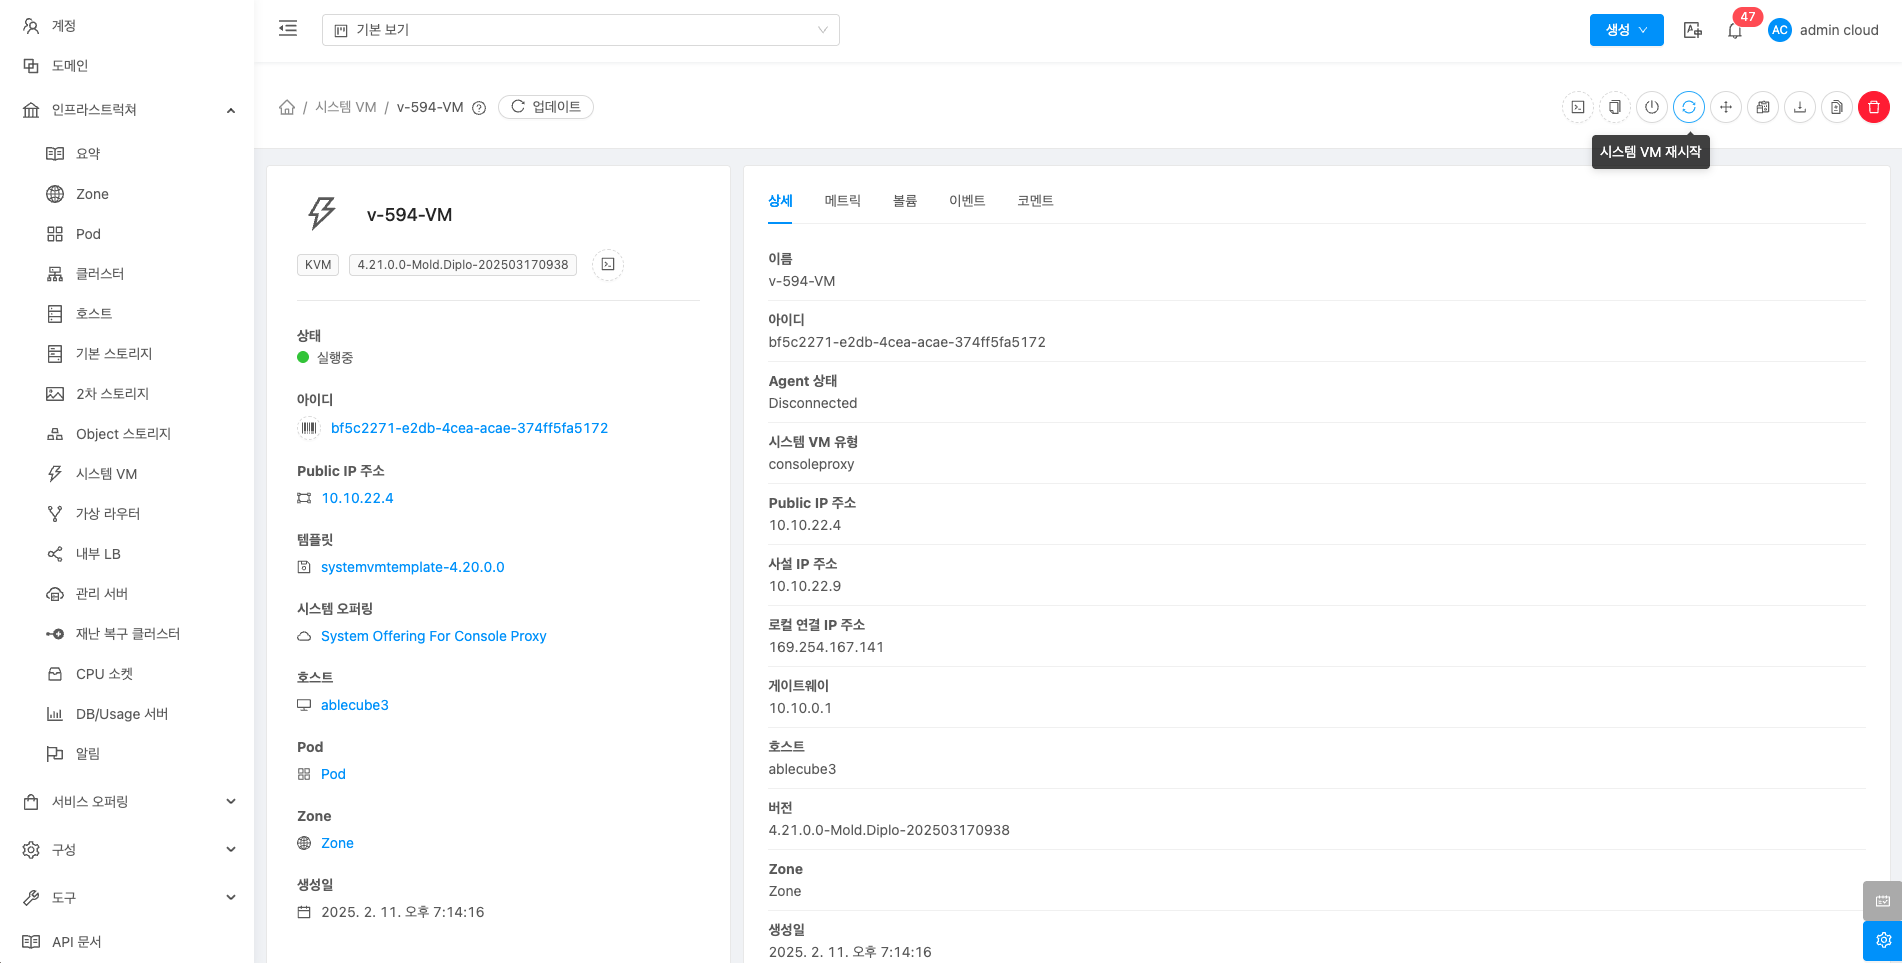 계정
도메인
인프라스트럭쳐
요약
Zone
Pod
클러스터
호스트
기본 스토리지
2차 스토리지
Object 스토리지
시스템 VM
가상 라우터
내부 LB
관리 서버
재난 복구 클러스터
CPU 소켓
DB/Usage 서버
알림
서비스 오퍼링
구성
도구
API 문서
기본 보기
생성
47
AC
admin cloud
/ 시스템 VM / v-594-VM
업데이트
시스템 VM 재시작
v-594-VM
KVM
4.21.0.0-Mold.Diplo-202503170938
상태
실행중
아이디
bf5c2271-e2db-4cea-acae-374ff5fa5172
Public IP 주소
10.10.22.4
템플릿
systemvmtemplate-4.20.0.0
시스템 오퍼링
System Offering For Console Proxy
호스트
ablecube3
Pod
Pod
Zone
Zone
생성일
2025. 2. 11. 오후 7:14:16
상세
메트릭
볼륨
이벤트
코멘트
이름
v-594-VM
아이디
bf5c2271-e2db-4cea-acae-374ff5fa5172
Agent 상태
Disconnected
시스템 VM 유형
consoleproxy
Public IP 주소
10.10.22.4
사설 IP 주소
10.10.22.9
로컬 연결 IP 주소
169.254.167.141
게이트웨이
10.10.0.1
호스트
ablecube3
버전
4.21.0.0-Mold.Diplo-202503170938
Zone
Zone
생성일
2025. 2. 11. 오후 7:14:16